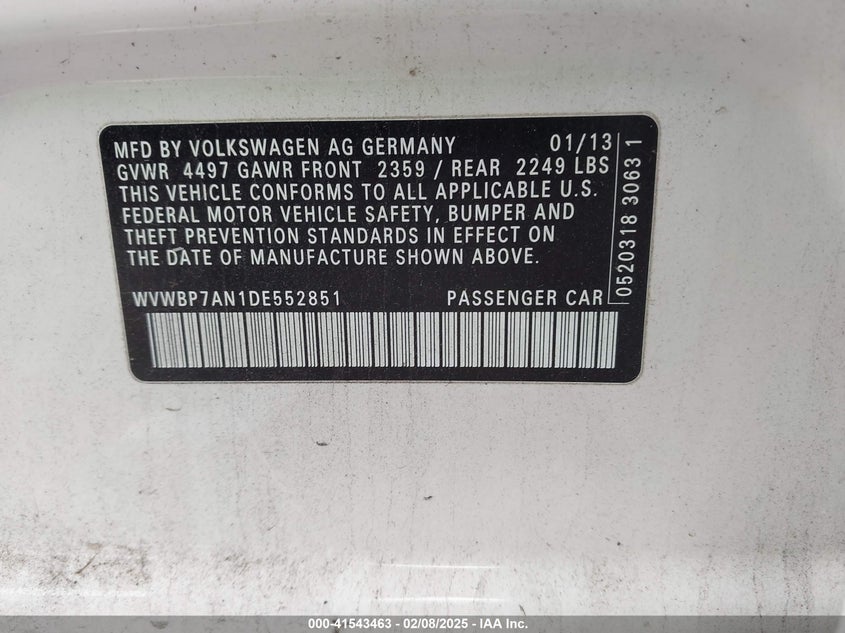 MFD BY VOLKSWAGEN AG GERMANY 01/13
GVWR 4497 GAWR FRONT 2359 / REAR 2249 LBS
THIS VEHICLE CONFORMS TO ALL APPLICABLE U.S.
FEDERAL MOTOR VEHICLE SAFETY, BUMPER AND
THEFT PREVENTION STANDARDS IN EFFECT ON
THE DATE OF MANUFACTURE SHOWN ABOVE.
WVWBP7AN1DE552851 PASSENGER CAR
0520318 30631
000-41543463 - 02/08/2025 - IAA Inc.